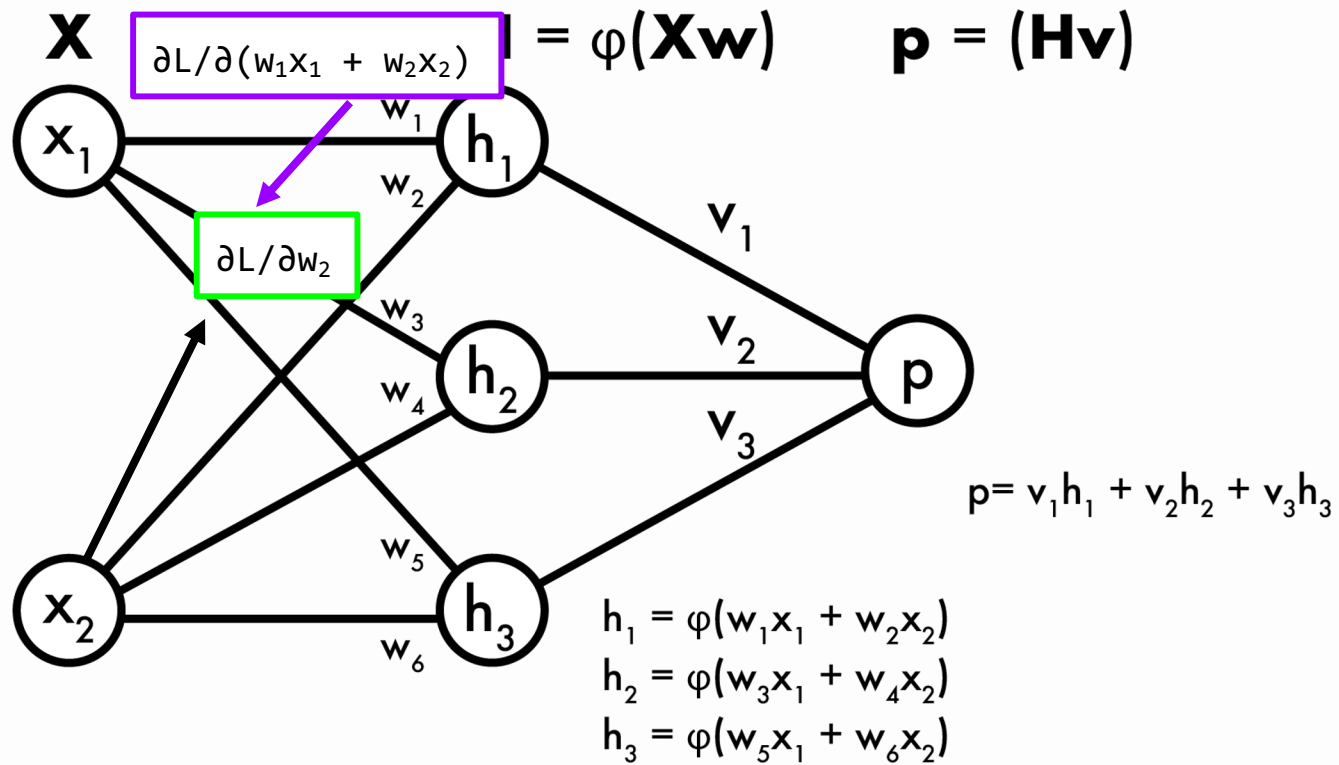 X = φ(Xw) p = (Hv)
∂L/∂(w₁x₁ + w₂x₂)
w₁
x₁
h₁
w₂
v₁
∂L/∂w₂
w₃
v₂
h₂
p
w₄
v₃
p= v₁h₁ + v₂h₂ + v₃h₃
w₅
x₂
h₃
h₁ = φ(w₁x₁ + w₂x₂)
w₆
h₂ = φ(w₃x₁ + w₄x₂)
h₃ = φ(w₅x₁ + w₆x₂)